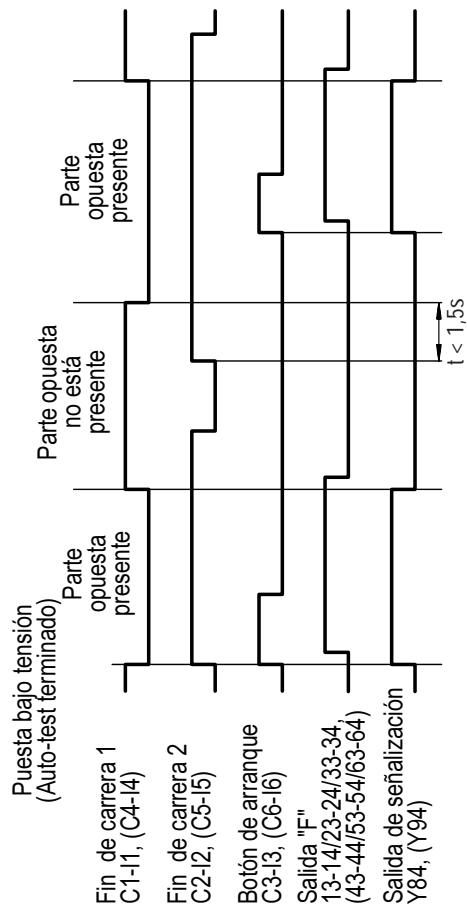 Puesta bajo tensión
(Auto-test terminado)
Parte
opuesta
presente
Parte opuesta
no está
presente
Parte
opuesta
presente
Fin de carrera 1
C1-I1, (C4-I4)
Fin de carrera 2
C2-I2, (C5-I5)
Botón de arranque
C3-I3, (C6-I6)
Salida "F"
13-14/23-24/33-34,
(43-44/53-54/63-64)
Salida de señalización
Y84, (Y94)
t < 1,5s